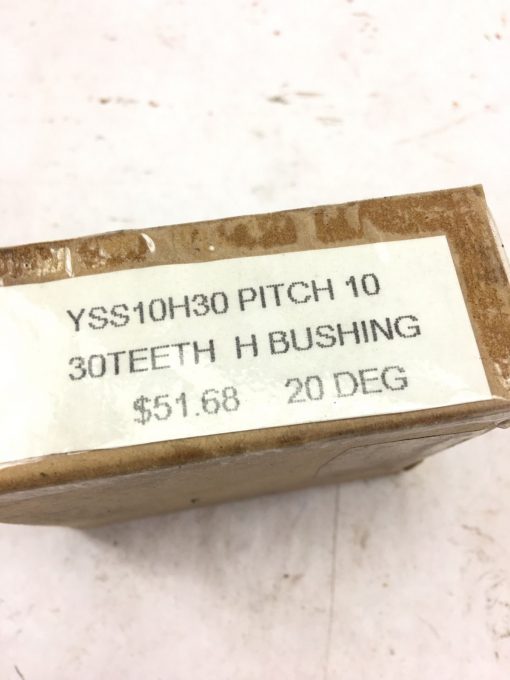 YSS10H30 PITCH 10
30TEETH H BUSHING
$51.68 20 DEG